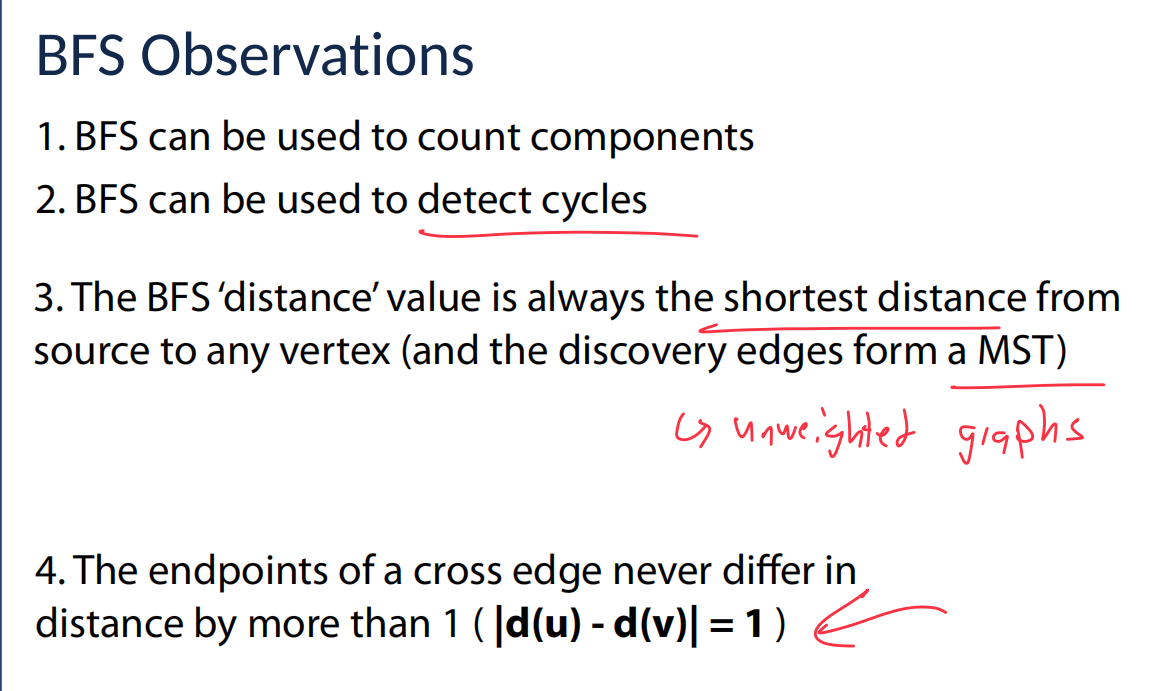 BFS Observations
1. BFS can be used to count components
2. BFS can be used to detect cycles
3. The BFS ‘distance’ value is always the shortest distance from
source to any vertex (and the discovery edges form a MST)
↳ unweighted graphs
4. The endpoints of a cross edge never differ in
distance by more than 1 ( |d(u) - d(v)| = 1 )